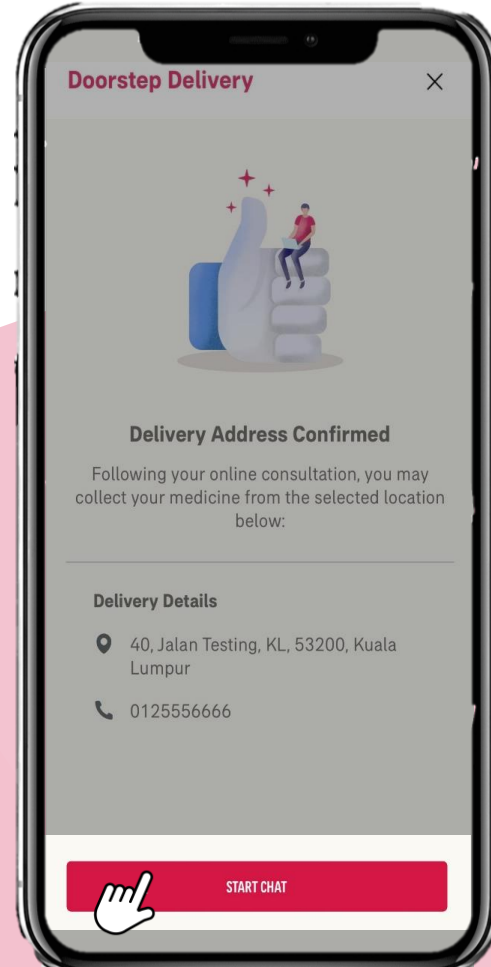 Doorstep Delivery
Delivery Address Confirmed
Following your online consultation, you may
collect your medicine from the selected location
below:
Delivery Details
40, Jalan Testing, KL, 53200, Kuala
Lumpur
0125556666
START CHAT